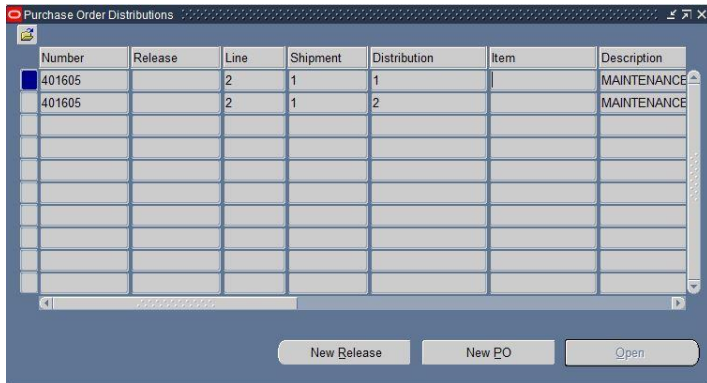 Purchase Order Distributions
Number Release Line Shipment Distribution Item Description
401605 2 1 1 MAINTENANCE
401605 2 1 2 MAINTENANCE
New Release New PO Open